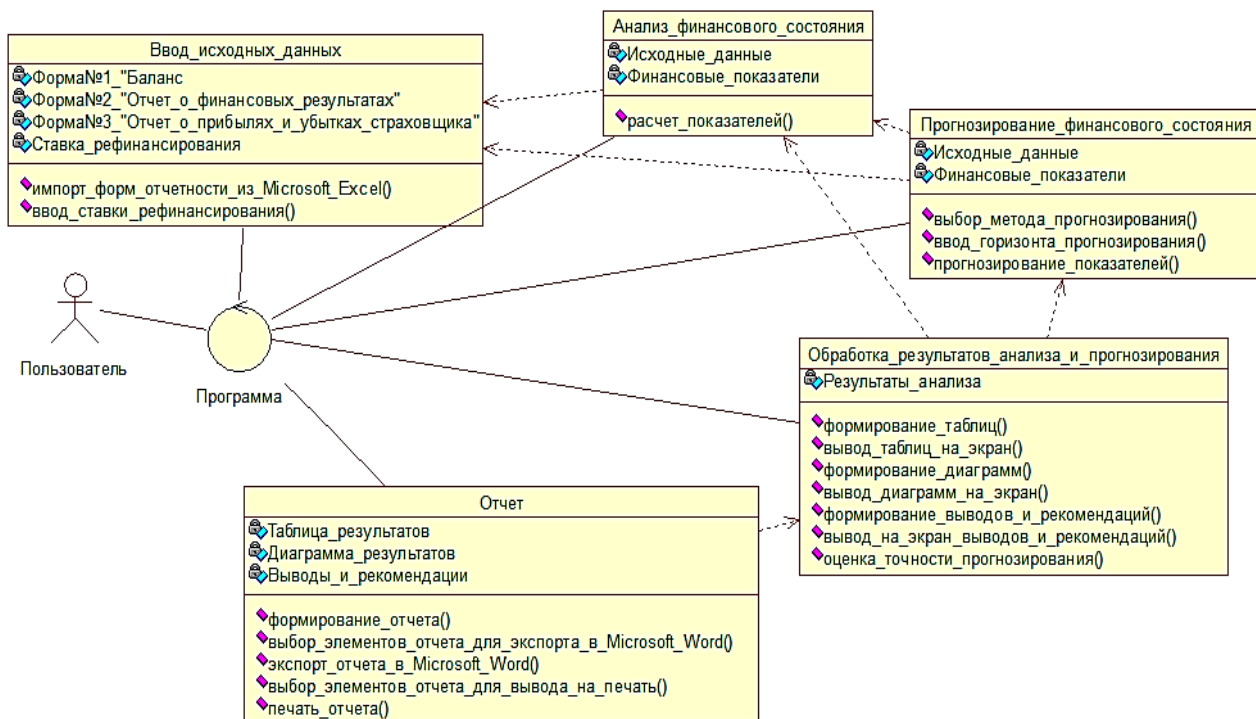 Ввод_исходных_данных
Форма№1_"Баланс
Форма№2_"Отчет_о_финансовых_результатах"
Форма№3_"Отчет_о_прибылях_и_убытках_страховщика"
Ставка_рефинансирования
импорт_форм_отчетности_из_Microsoft_Excel()
ввод_ставки_рефинансирования()
Анализ_финансового_состояния
Исходные_данные
Финансовые_показатели
расчет_показателей()
Прогнозирование_финансового_состояния
Исходные_данные
Финансовые_показатели
выбор_метода_прогнозирования()
ввод_горизонта_прогнозирования()
прогнозирование_показателей()
Пользователь
Программа
Обработка_результатов_анализа_и_прогнозирования
Результаты_анализа
формирование_таблиц()
вывод_таблиц_на_экран()
формирование_диаграмм()
вывод_диаграмм_на_экран()
формирование_выводов_и_рекомендаций()
вывод_на_экран_выводов_и_рекомендаций()
оценка_точности_прогнозирования()
Отчет
Таблица_результатов
Диаграмма_результатов
Выводы_и_рекомендации
формирование_отчета()
выбор_элементов_отчета_для_экспорта_в_Microsoft_Word()
экспорт_отчета_в_Microsoft_Word()
выбор_элементов_отчета_для_вывода_на_печать()
печать_отчета()